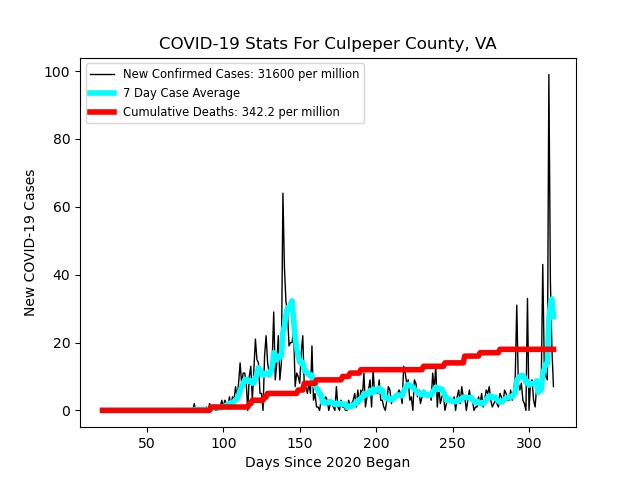 COVID-19 Stats For Culpeper County, VA
New Confirmed Cases: 31600 per million
7 Day Case Average
Cumulative Deaths: 342.2 per million
New COVID-19 Cases
100
80
60
40
20
0
50 100 150 200 250 300
Days Since 2020 Began